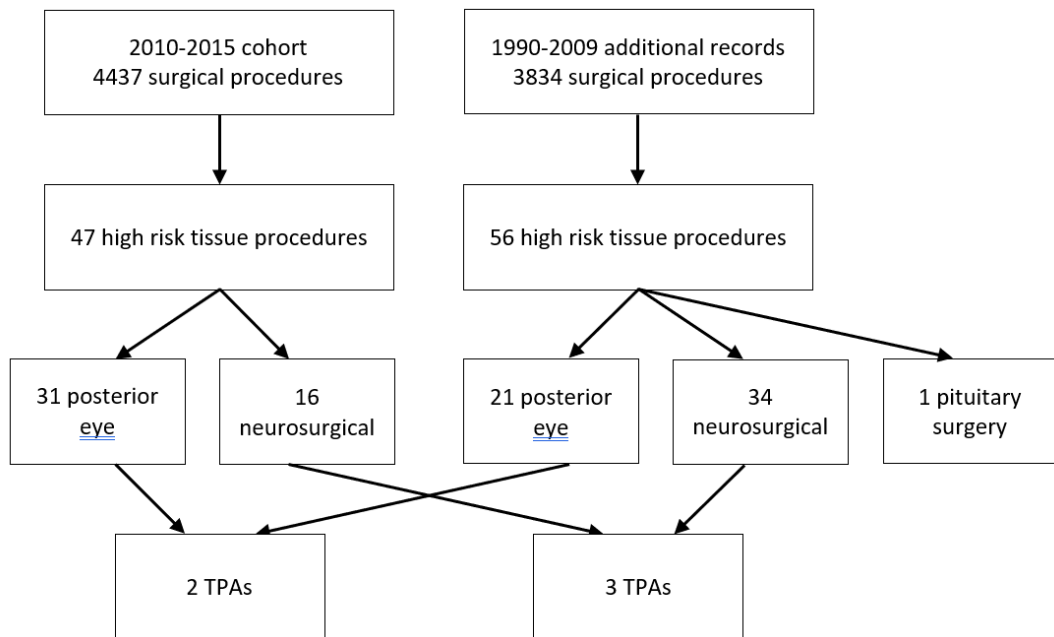 2010-2015 cohort
4437 surgical procedures
1990-2009 additional records
3834 surgical procedures
47 high risk tissue procedures
56 high risk tissue procedures
31 posterior
eye
16
neurosurgical
21 posterior
eye
34
neurosurgical
1 pituitary
surgery
2 TPAs
3 TPAs